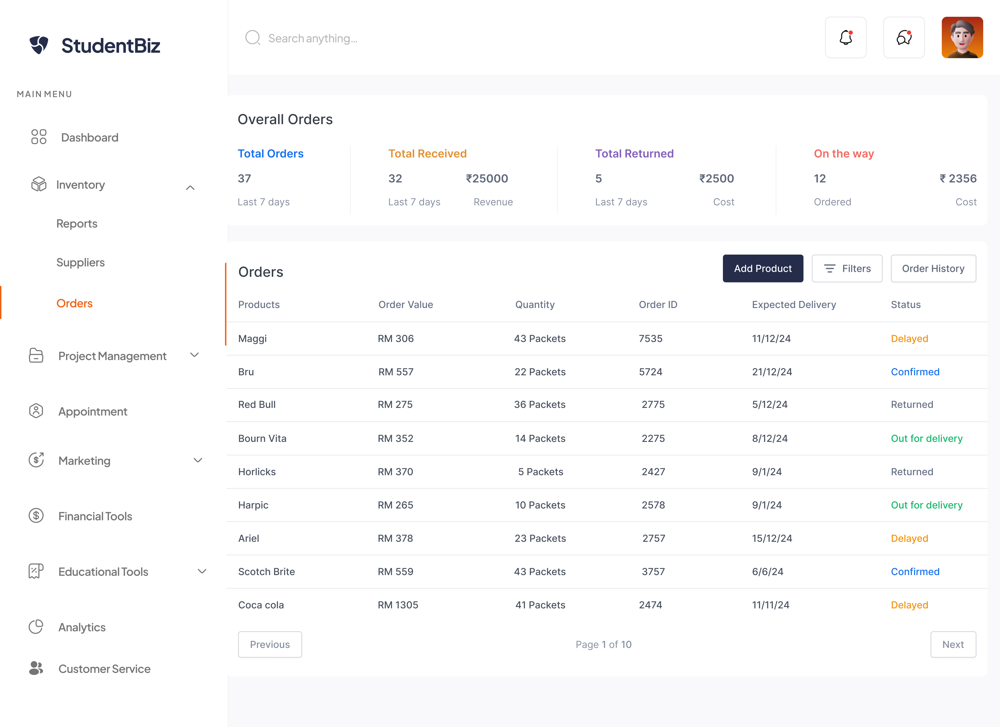 StudentBiz
Search anything...
MAIN MENU
Dashboard
Inventory
Reports
Suppliers
Orders
Project Management
Appointment
Marketing
Financial Tools
Educational Tools
Analytics
Customer Service
Overall Orders
Total Orders
37
Last 7 days
Total Received
32 ₹25000
Last 7 days Revenue
Total Returned
5 ₹2500
Last 7 days Cost
On the way
12 ₹ 2356
Ordered Cost
Orders
Add Product
Filters
Order History
Products Order Value Quantity Order ID Expected Delivery Status
Maggi RM 306 43 Packets 7535 11/12/24 Delayed
Bru RM 557 22 Packets 5724 21/12/24 Confirmed
Red Bull RM 275 36 Packets 2775 5/12/24 Returned
Bourn Vita RM 352 14 Packets 2275 8/12/24 Out for delivery
Horlicks RM 370 5 Packets 2427 9/1/24 Returned
Harpic RM 265 10 Packets 2578 9/1/24 Out for delivery
Ariel RM 378 23 Packets 2757 15/12/24 Delayed
Scotch Brite RM 559 43 Packets 3757 6/6/24 Confirmed
Coca cola RM 1305 41 Packets 2474 11/11/24 Delayed
Previous
Page 1 of 10
Next